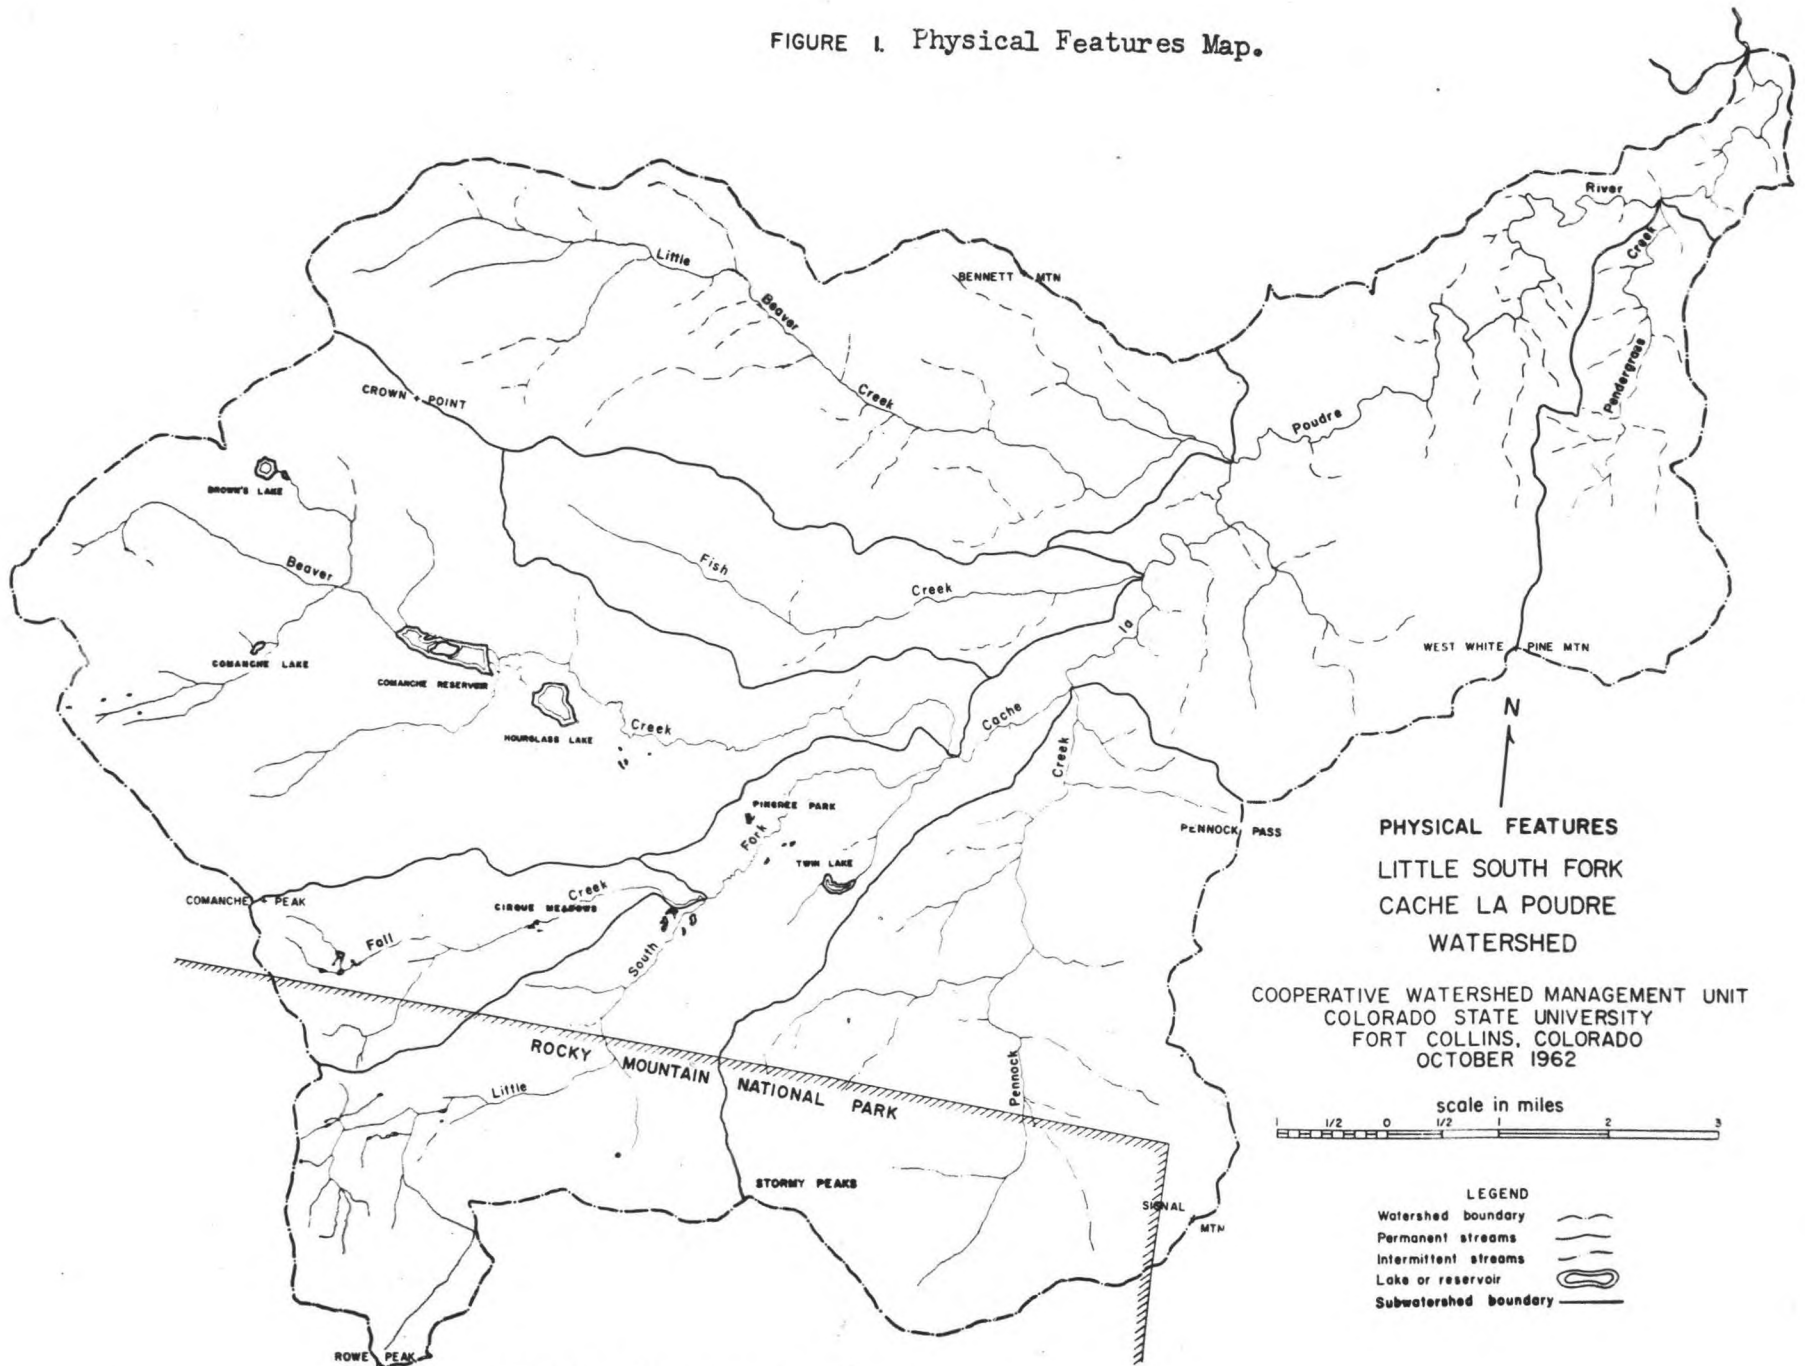 FIGURE 1. Physical Features Map.
River
Creek
Little
BENNETT MTN
Beaver
Pendergrass
CROWN + POINT
Creek
Poudre
BROWN'S LAKE
Beaver
Fish
Creek
la
COMANCHE LAKE
WEST WHITE PINE MTN
COMANCHE RESERVOIR
N
Cache
Creek
HOURGLASS LAKE
Creek
PINGREE PARK
PENNOCK PASS
Fork
TWIN LAKE
PHYSICAL FEATURES
LITTLE SOUTH FORK
CACHE LA POUDRE
WATERSHED
Creek
COMANCHE + PEAK
CIRQUE MEADOWS
Fall
South
COOPERATIVE WATERSHED MANAGEMENT UNIT
COLORADO STATE UNIVERSITY
FORT COLLINS, COLORADO
OCTOBER 1962
ROCKY MOUNTAIN NATIONAL PARK
Little
Pennock
scale in miles
1 1/2 0 1/2 1 2 3
STORMY PEAKS
SIGNAL
MTN
LEGEND
Watershed boundary
Permanent streams
Intermittent streams
Lake or reservoir
Subwatershed boundary
ROWE PEAK